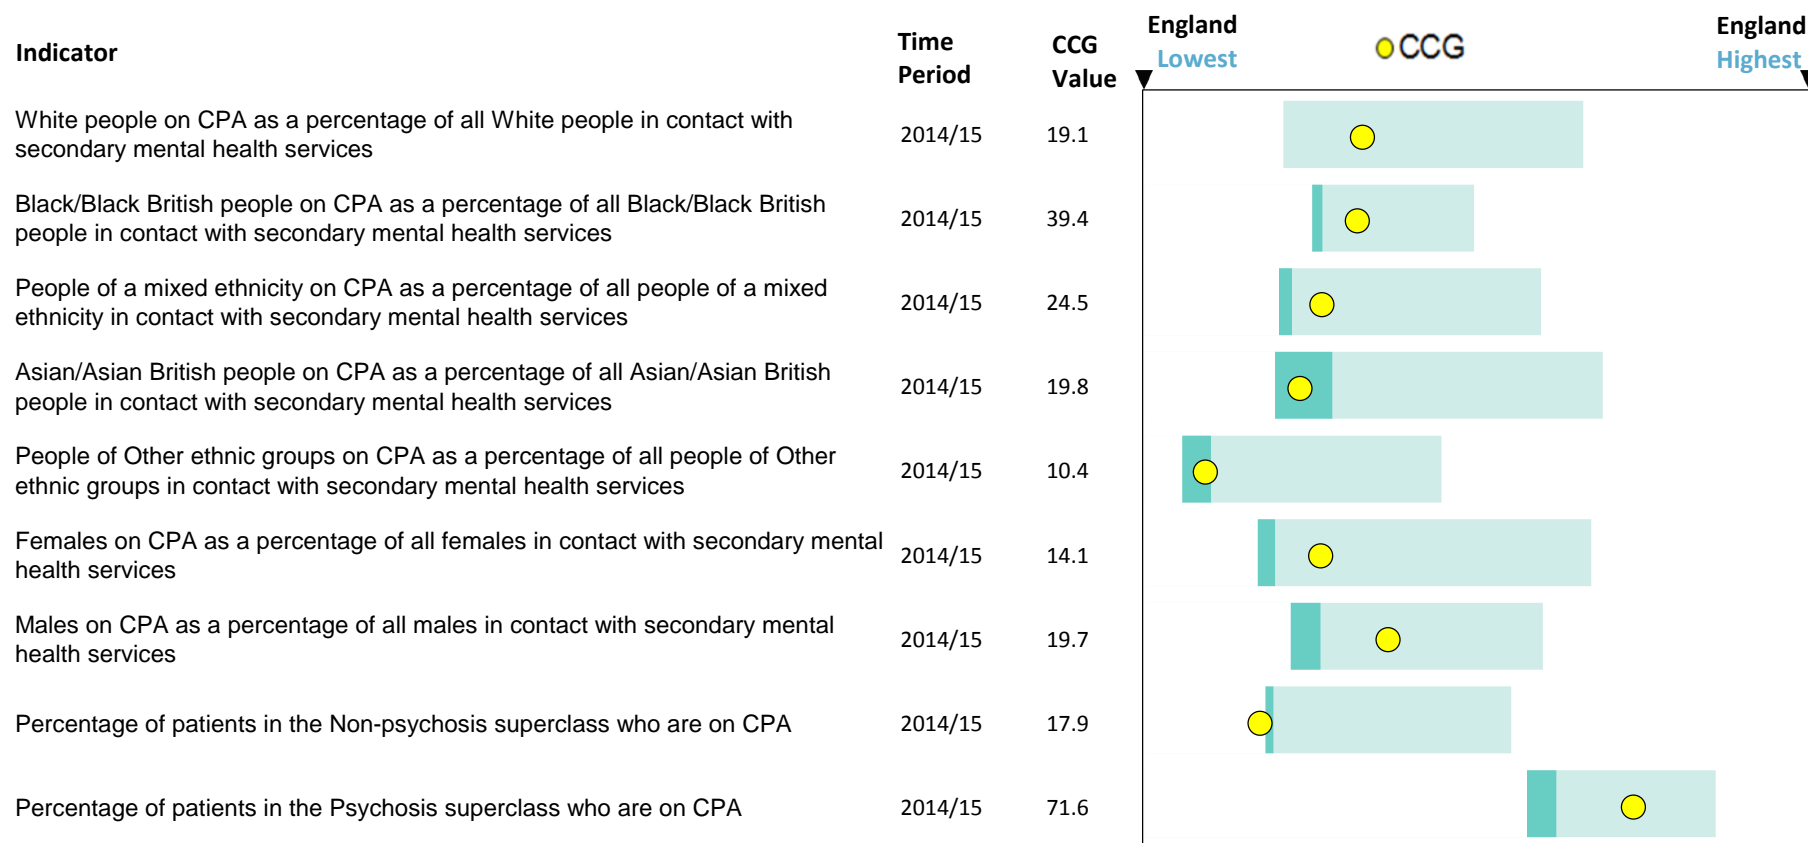 Indicator
Time
Period
CCG
Value
England
Lowest
CCG
England
Highest
White people on CPA as a percentage of all White people in contact with
secondary mental health services
2014/15
19.1
Black/Black British people on CPA as a percentage of all Black/Black British
people in contact with secondary mental health services
2014/15
39.4
People of a mixed ethnicity on CPA as a percentage of all people of a mixed
ethnicity in contact with secondary mental health services
2014/15
24.5
Asian/Asian British people on CPA as a percentage of all Asian/Asian British
people in contact with secondary mental health services
2014/15
19.8
People of Other ethnic groups on CPA as a percentage of all people of Other
ethnic groups in contact with secondary mental health services
2014/15
10.4
Females on CPA as a percentage of all females in contact with secondary mental
health services
2014/15
14.1
Males on CPA as a percentage of all males in contact with secondary mental
health services
2014/15
19.7
Percentage of patients in the Non-psychosis superclass who are on CPA
2014/15
17.9
Percentage of patients in the Psychosis superclass who are on CPA
2014/15
71.6